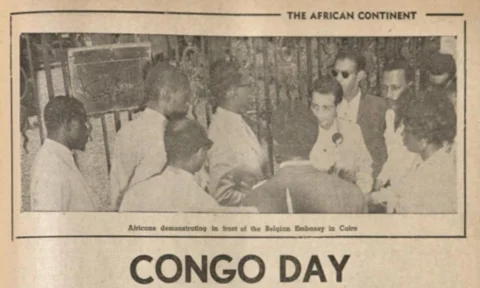 THE AFRICAN CONTINENT
Africans demonstrating in front of the Belgian Embassy in Cairo
CONGO DAY